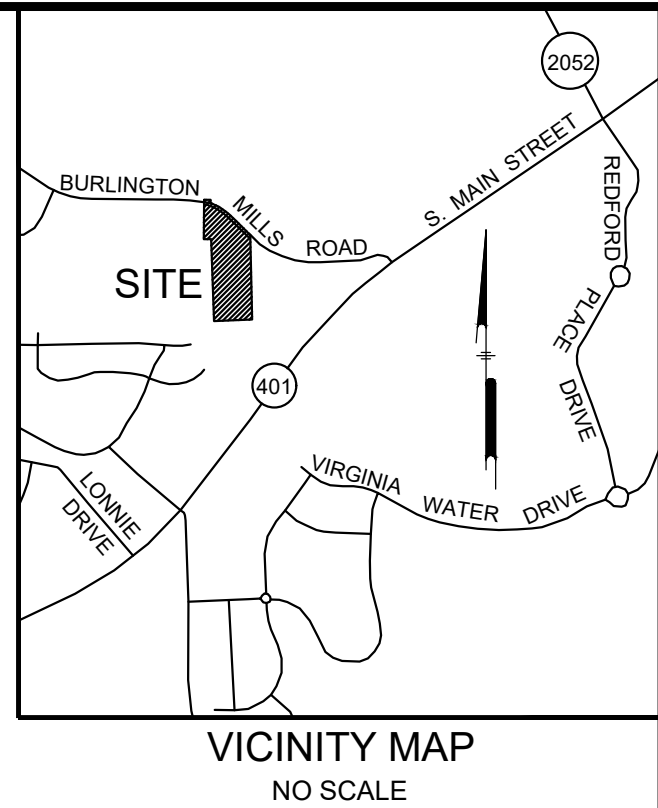 2052
S. MAIN STREET
BURLINGTON MILLS ROAD
REDFORD PLACE DRIVE
SITE
401
VIRGINIA WATER DRIVE
LONNIE
DRIVE
VICINITY MAP
NO SCALE